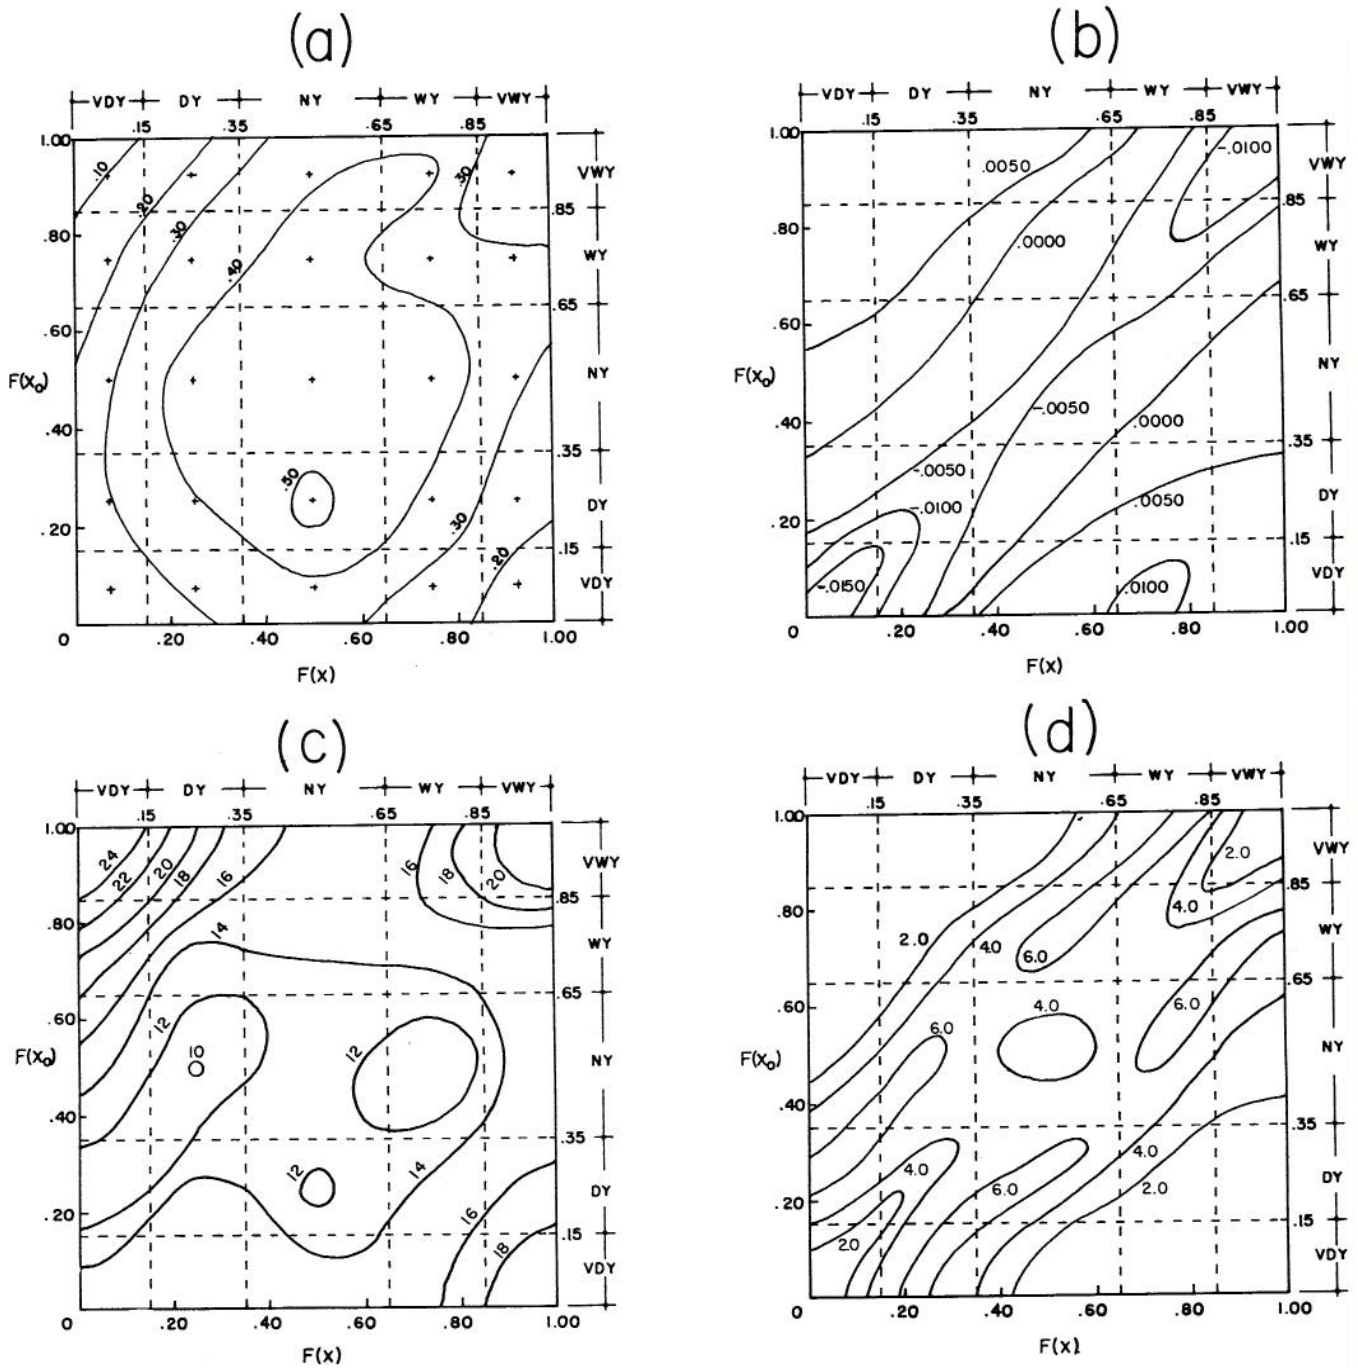 (a)
VDY DY NY WY VWY
.15 .35 .65 .85
1.00
.10
.20
.30
.30
VWY
.85
.80
.40
WY
.65
.60
F(x₀)
NY
.40
.35
.50
.30
DY
.20
.15
.20
VDY
0 .20 .40 .60 .80 1.00
F(x)
(b)
VDY DY NY WY VWY
.15 .35 .65 .85
1.00
.0050
-.0100
VWY
.85
.80
.0000
WY
.65
.60
F(x₀)
NY
.40
-.0050
.0000
.35
-.0050
.0050
DY
-.0100
.20
.15
-.0150
.0100
VDY
0 .20 .40 .60 .80 1.00
F(x)
(c)
VDY DY NY WY VWY
.15 .35 .65 .85
1.00
24
22
20
18
16
16
18
20
VWY
.85
.80
14
WY
.65
.60
12
10
12
F(x₀)
NY
.40
.35
12
14
DY
.20
16
.15
18
VDY
0 .20 .40 .60 .80 1.00
F(x)
(d)
VDY DY NY WY VWY
.15 .35 .65 .85
1.00
2.0
VWY
.85
4.0
.80
2.0
4.0
6.0
WY
.65
.60
6.0
4.0
6.0
F(x₀)
NY
.40
.35
4.0
4.0
6.0
2.0
DY
.20
.15
2.0
VDY
0 .20 .40 .60 .80 1.00
F(x)